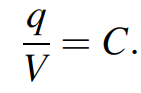 q/V = C.